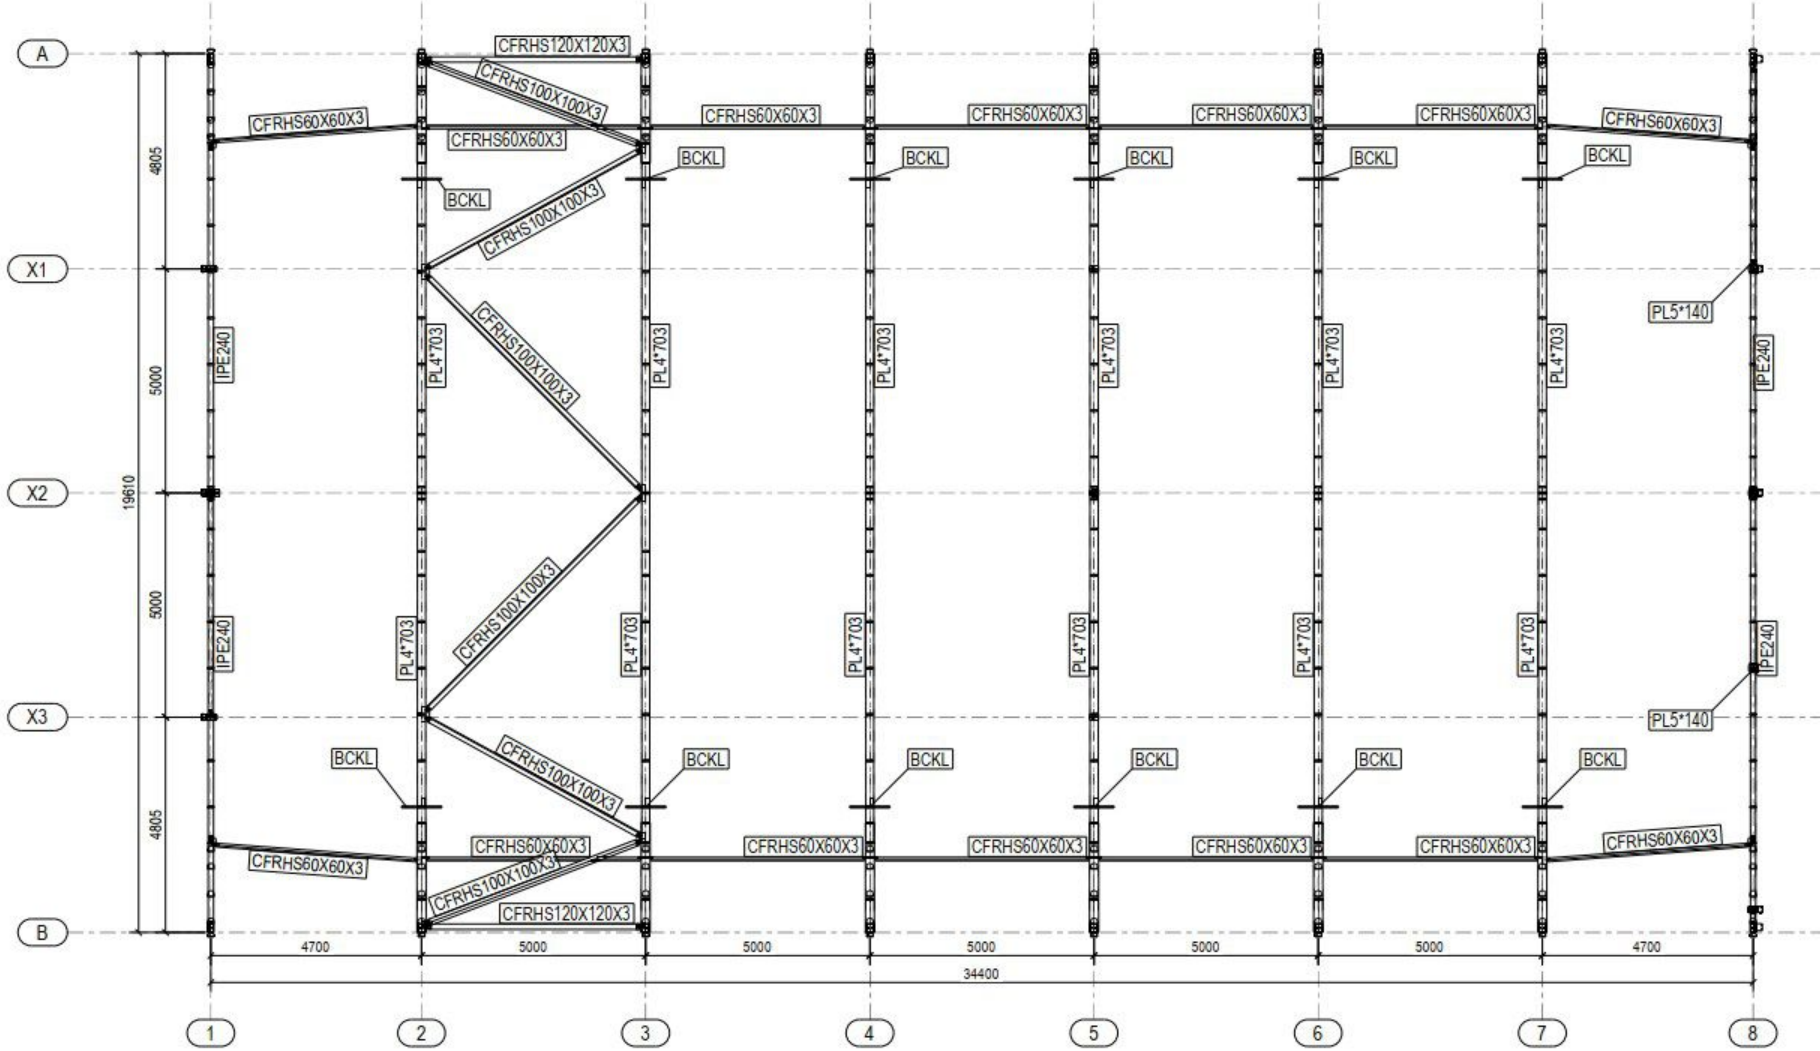 A
CFRHS120X120X3
CFRHS100X100X3
CFRHS60X60X3
CFRHS60X60X3
CFRHS60X60X3
CFRHS60X60X3
CFRHS60X60X3
CFRHS60X60X3
CFRHS60X60X3
4805
BCKL
BCKL
BCKL
BCKL
BCKL
BCKL
CFRHS100X100X3
X1
PL5*140
CFRHS100X100X3
IPE240
PL4*703
PL4*703
PL4*703
PL4*703
PL4*703
PL4*703
IPE240
5000
X2
19610
5000
CFRHS100X100X3
IPE240
PL4*703
PL4*703
PL4*703
PL4*703
PL4*703
PL4*703
IPE240
X3
PL5*140
BCKL
CFRHS100X100X3
BCKL
BCKL
BCKL
BCKL
BCKL
4805
CFRHS60X60X3
CFRHS60X60X3
CFRHS60X60X3
CFRHS60X60X3
CFRHS60X60X3
CFRHS60X60X3
CFRHS60X60X3
CFRHS100X100X3
CFRHS120X120X3
B
4700
5000
5000
5000
5000
5000
4700
34400
1
2
3
4
5
6
7
8